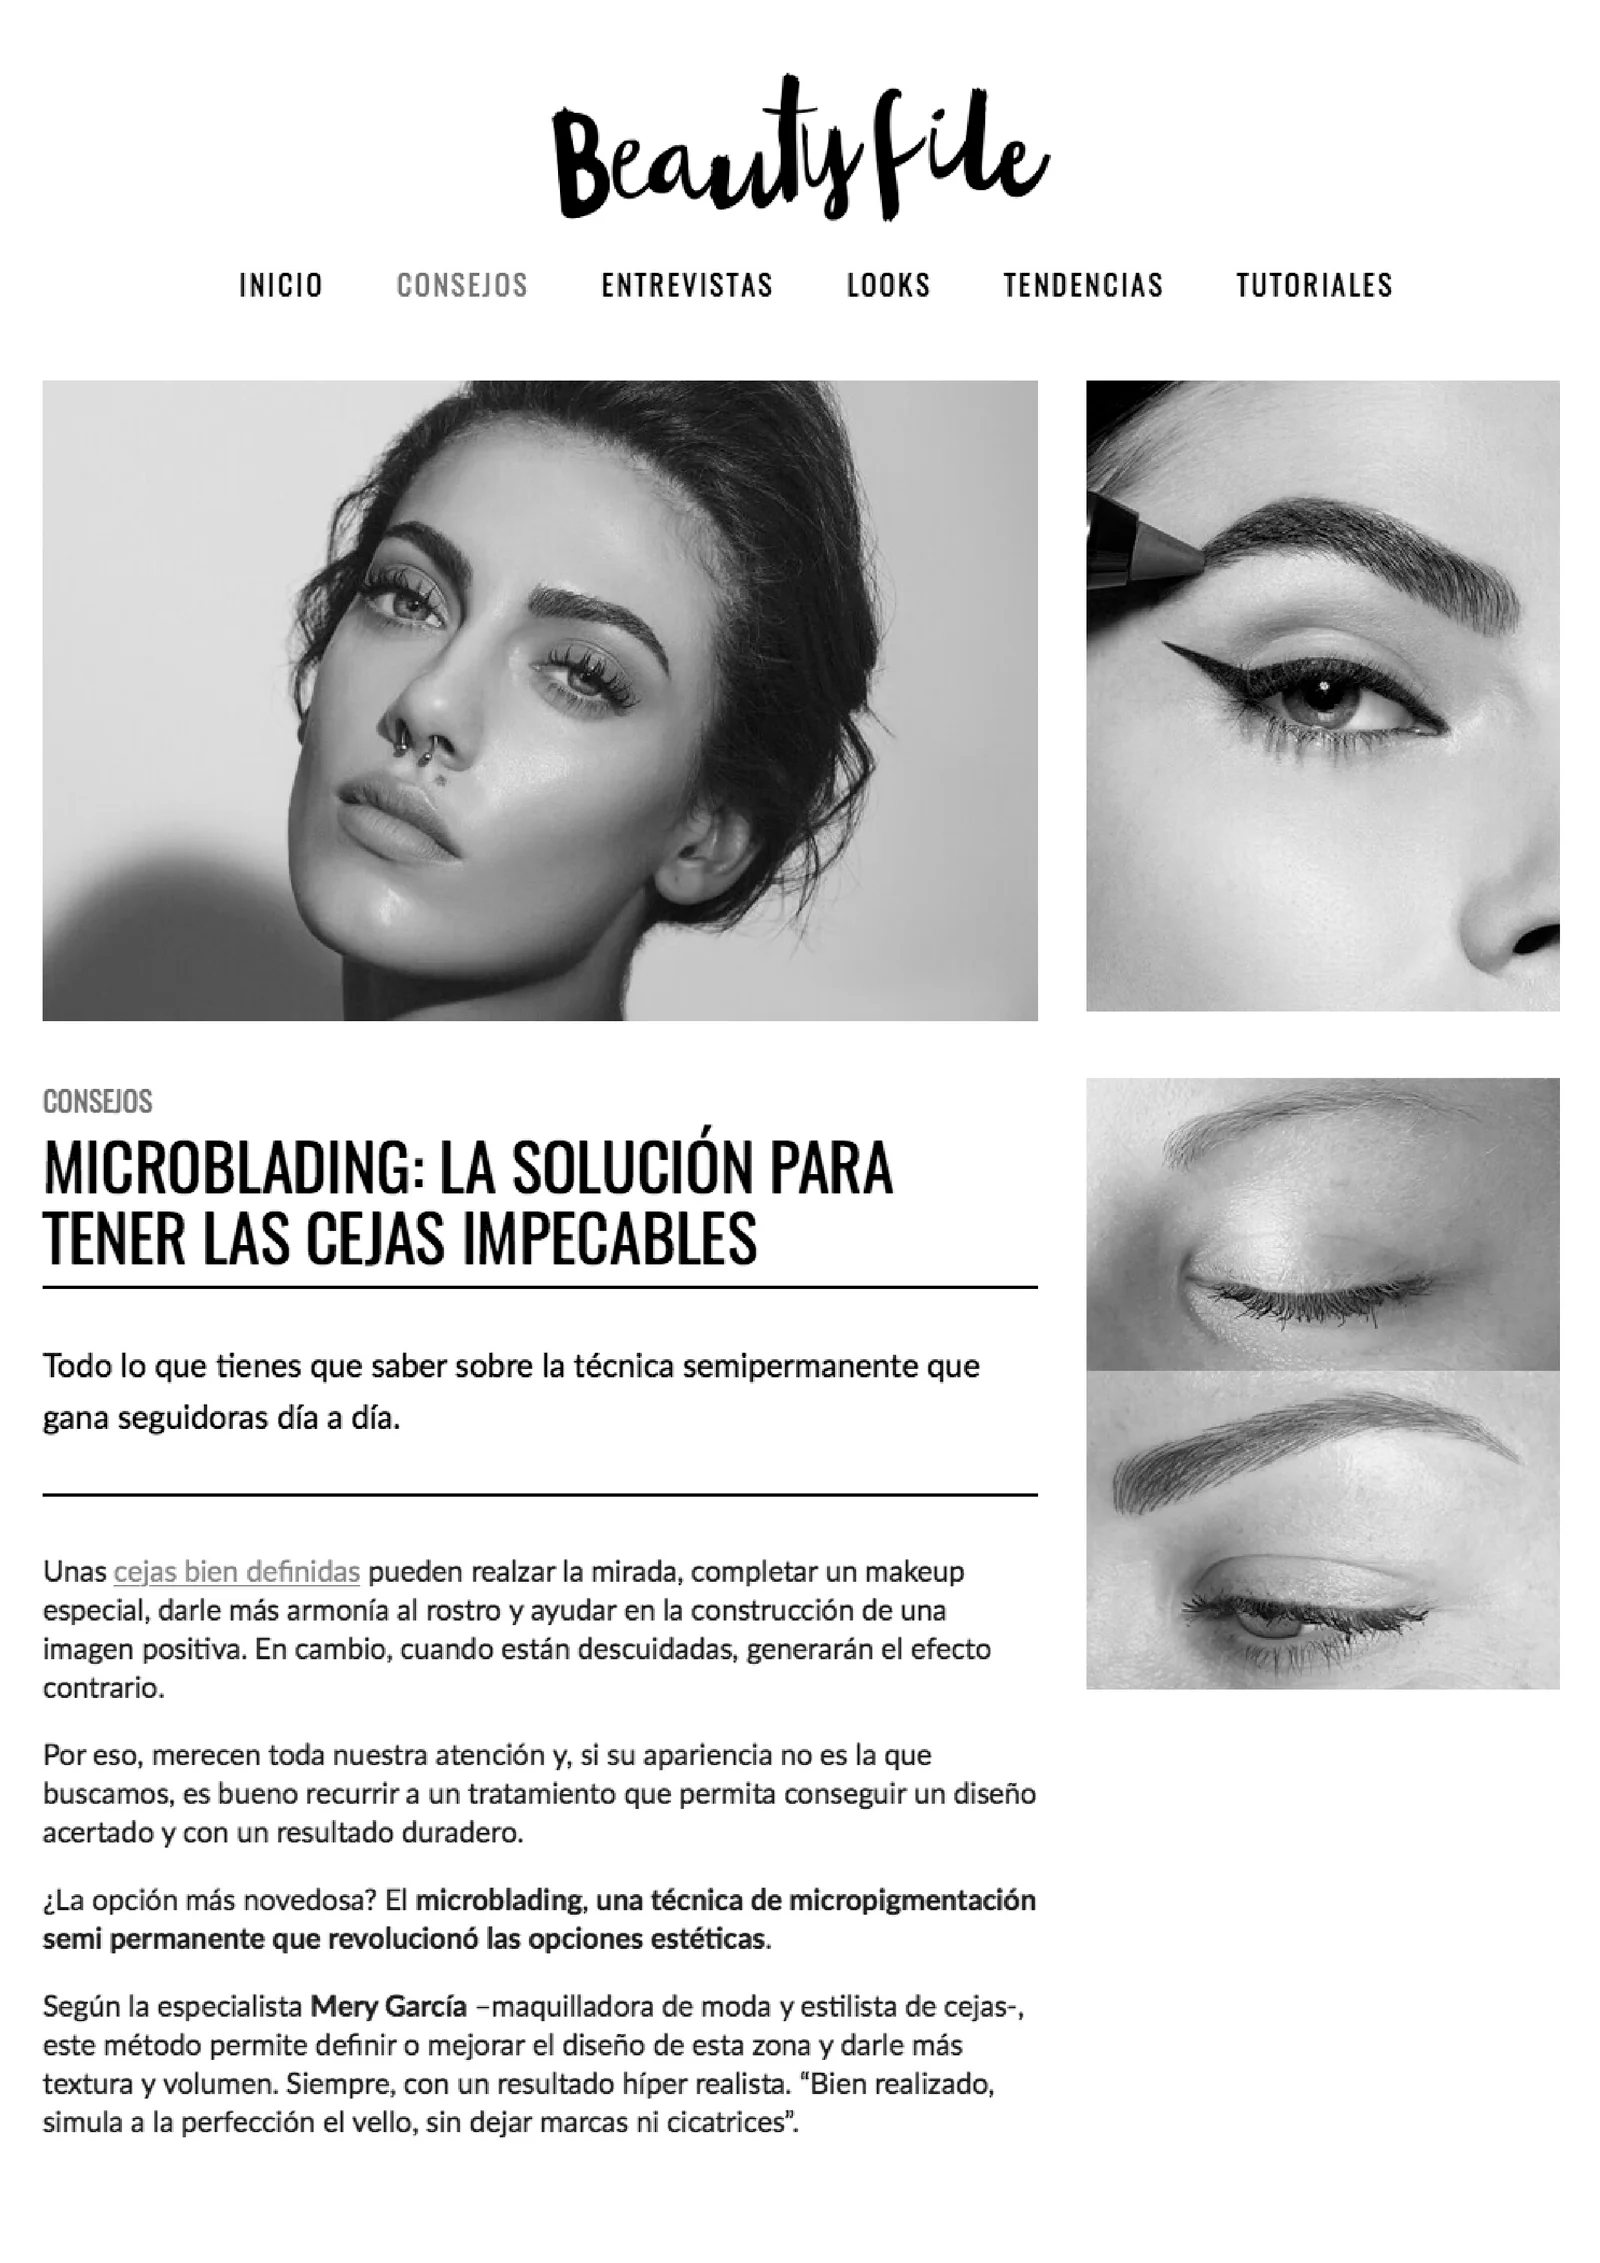 Beauty File
INICIO CONSEJOS ENTREVISTAS LOOKS TENDENCIAS TUTORIALES
CONSEJOS
MICROBLADING: LA SOLUCIÓN PARA
TENER LAS CEJAS IMPECABLES
Todo lo que tienes que saber sobre la técnica semipermanente que
gana seguidoras día a día.
Unas cejas bien definidas pueden realzar la mirada, completar un makeup
especial, darle más armonía al rostro y ayudar en la construcción de una
imagen positiva. En cambio, cuando están descuidadas, generarán el efecto
contrario.
Por eso, merecen toda nuestra atención y, si su apariencia no es la que
buscamos, es bueno recurrir a un tratamiento que permita conseguir un diseño
acertado y con un resultado duradero.
¿La opción más novedosa? El microblading, una técnica de micropigmentación
semi permanente que revolucionó las opciones estéticas.
Según la especialista Mery García –maquilladora de moda y estilista de cejas-,
este método permite definir o mejorar el diseño de esta zona y darle más
textura y volumen. Siempre, con un resultado híper realista. “Bien realizado,
simula a la perfección el vello, sin dejar marcas ni cicatrices”.